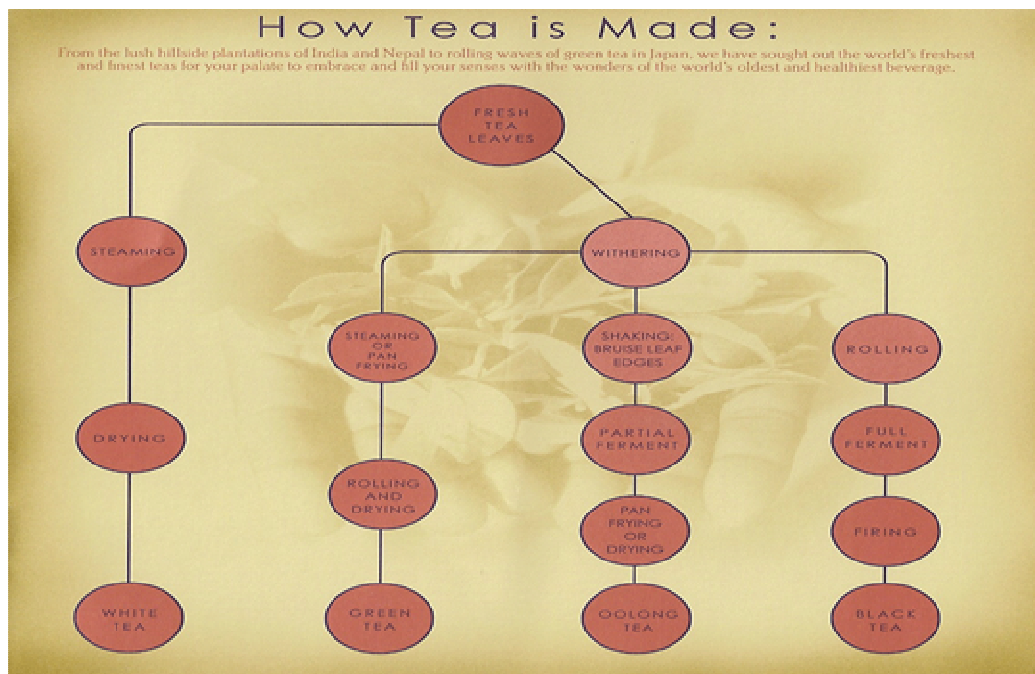 How Tea is Made:
From the lush hillside plantations of India and Nepal to rolling waves of green tea in Japan, we have sought out the world's freshest
and finest teas for your palate to embrace and fill your senses with the wonders of the world's oldest and healthiest beverage.
FRESH
TEA
LEAVES
STEAMING
WITHERING
STEAMING
OR
PAN
FRYING
SHAKING:
BRUISE LEAF
EDGES
ROLLING
DRYING
PARTIAL
FERMENT
FULL
FERMENT
ROLLING
AND
DRYING
PAN
FRYING
OR
DRYING
FIRING
WHITE
TEA
GREEN
TEA
OOLONG
TEA
BLACK
TEA